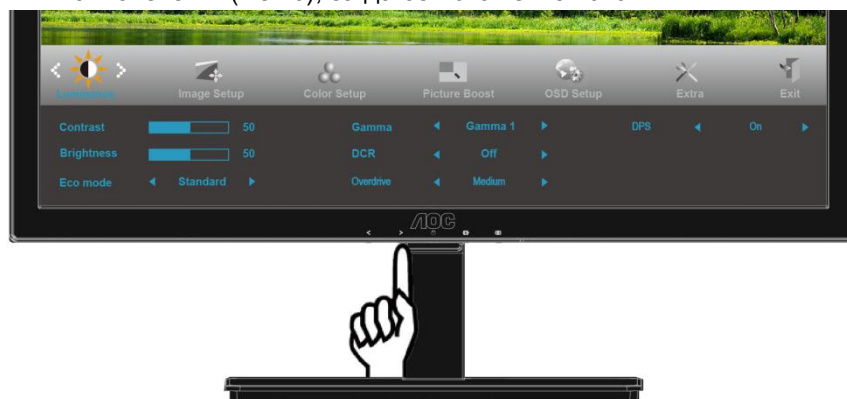 Luminance Image Setup Color Setup Picture Boost OSD Setup Extra Exit
Contrast 50 Gamma Gamma 1 DPS On
Brightness 50 DCR Off
Eco mode Standard Overdrive Medium
AOC